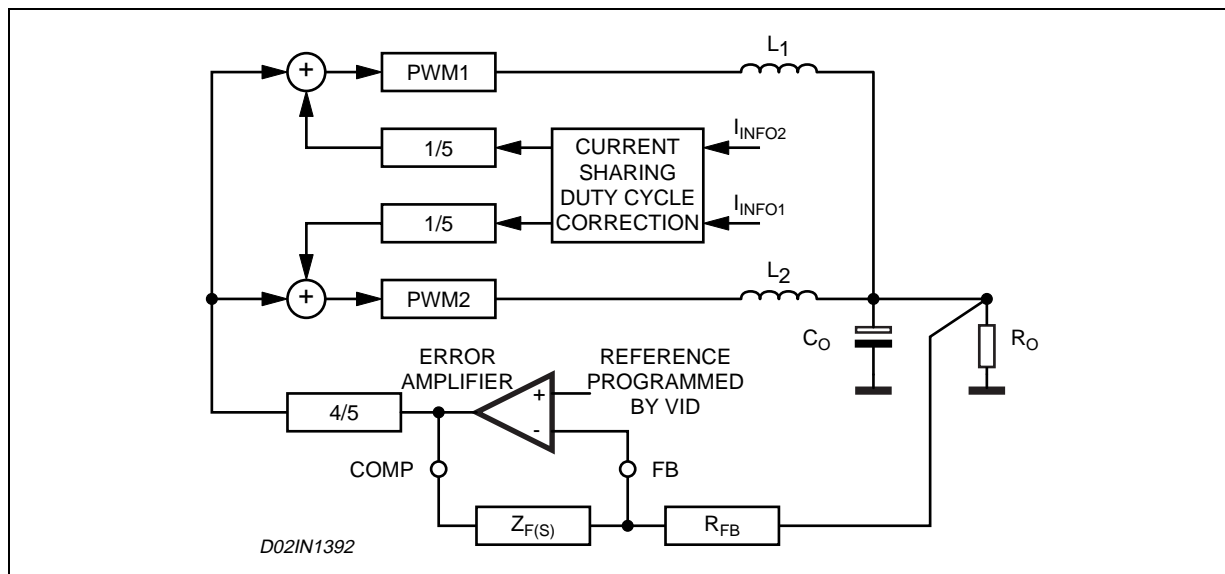 L1
+
PWM1
1/5
CURRENT
SHARING
DUTY CYCLE
CORRECTION
IINFO2
1/5
IINFO1
L2
+
PWM2
CO
RO
ERROR
AMPLIFIER
REFERENCE
PROGRAMMED
BY VID
+
-
4/5
COMP
FB
ZF(S)
RFB
D02IN1392